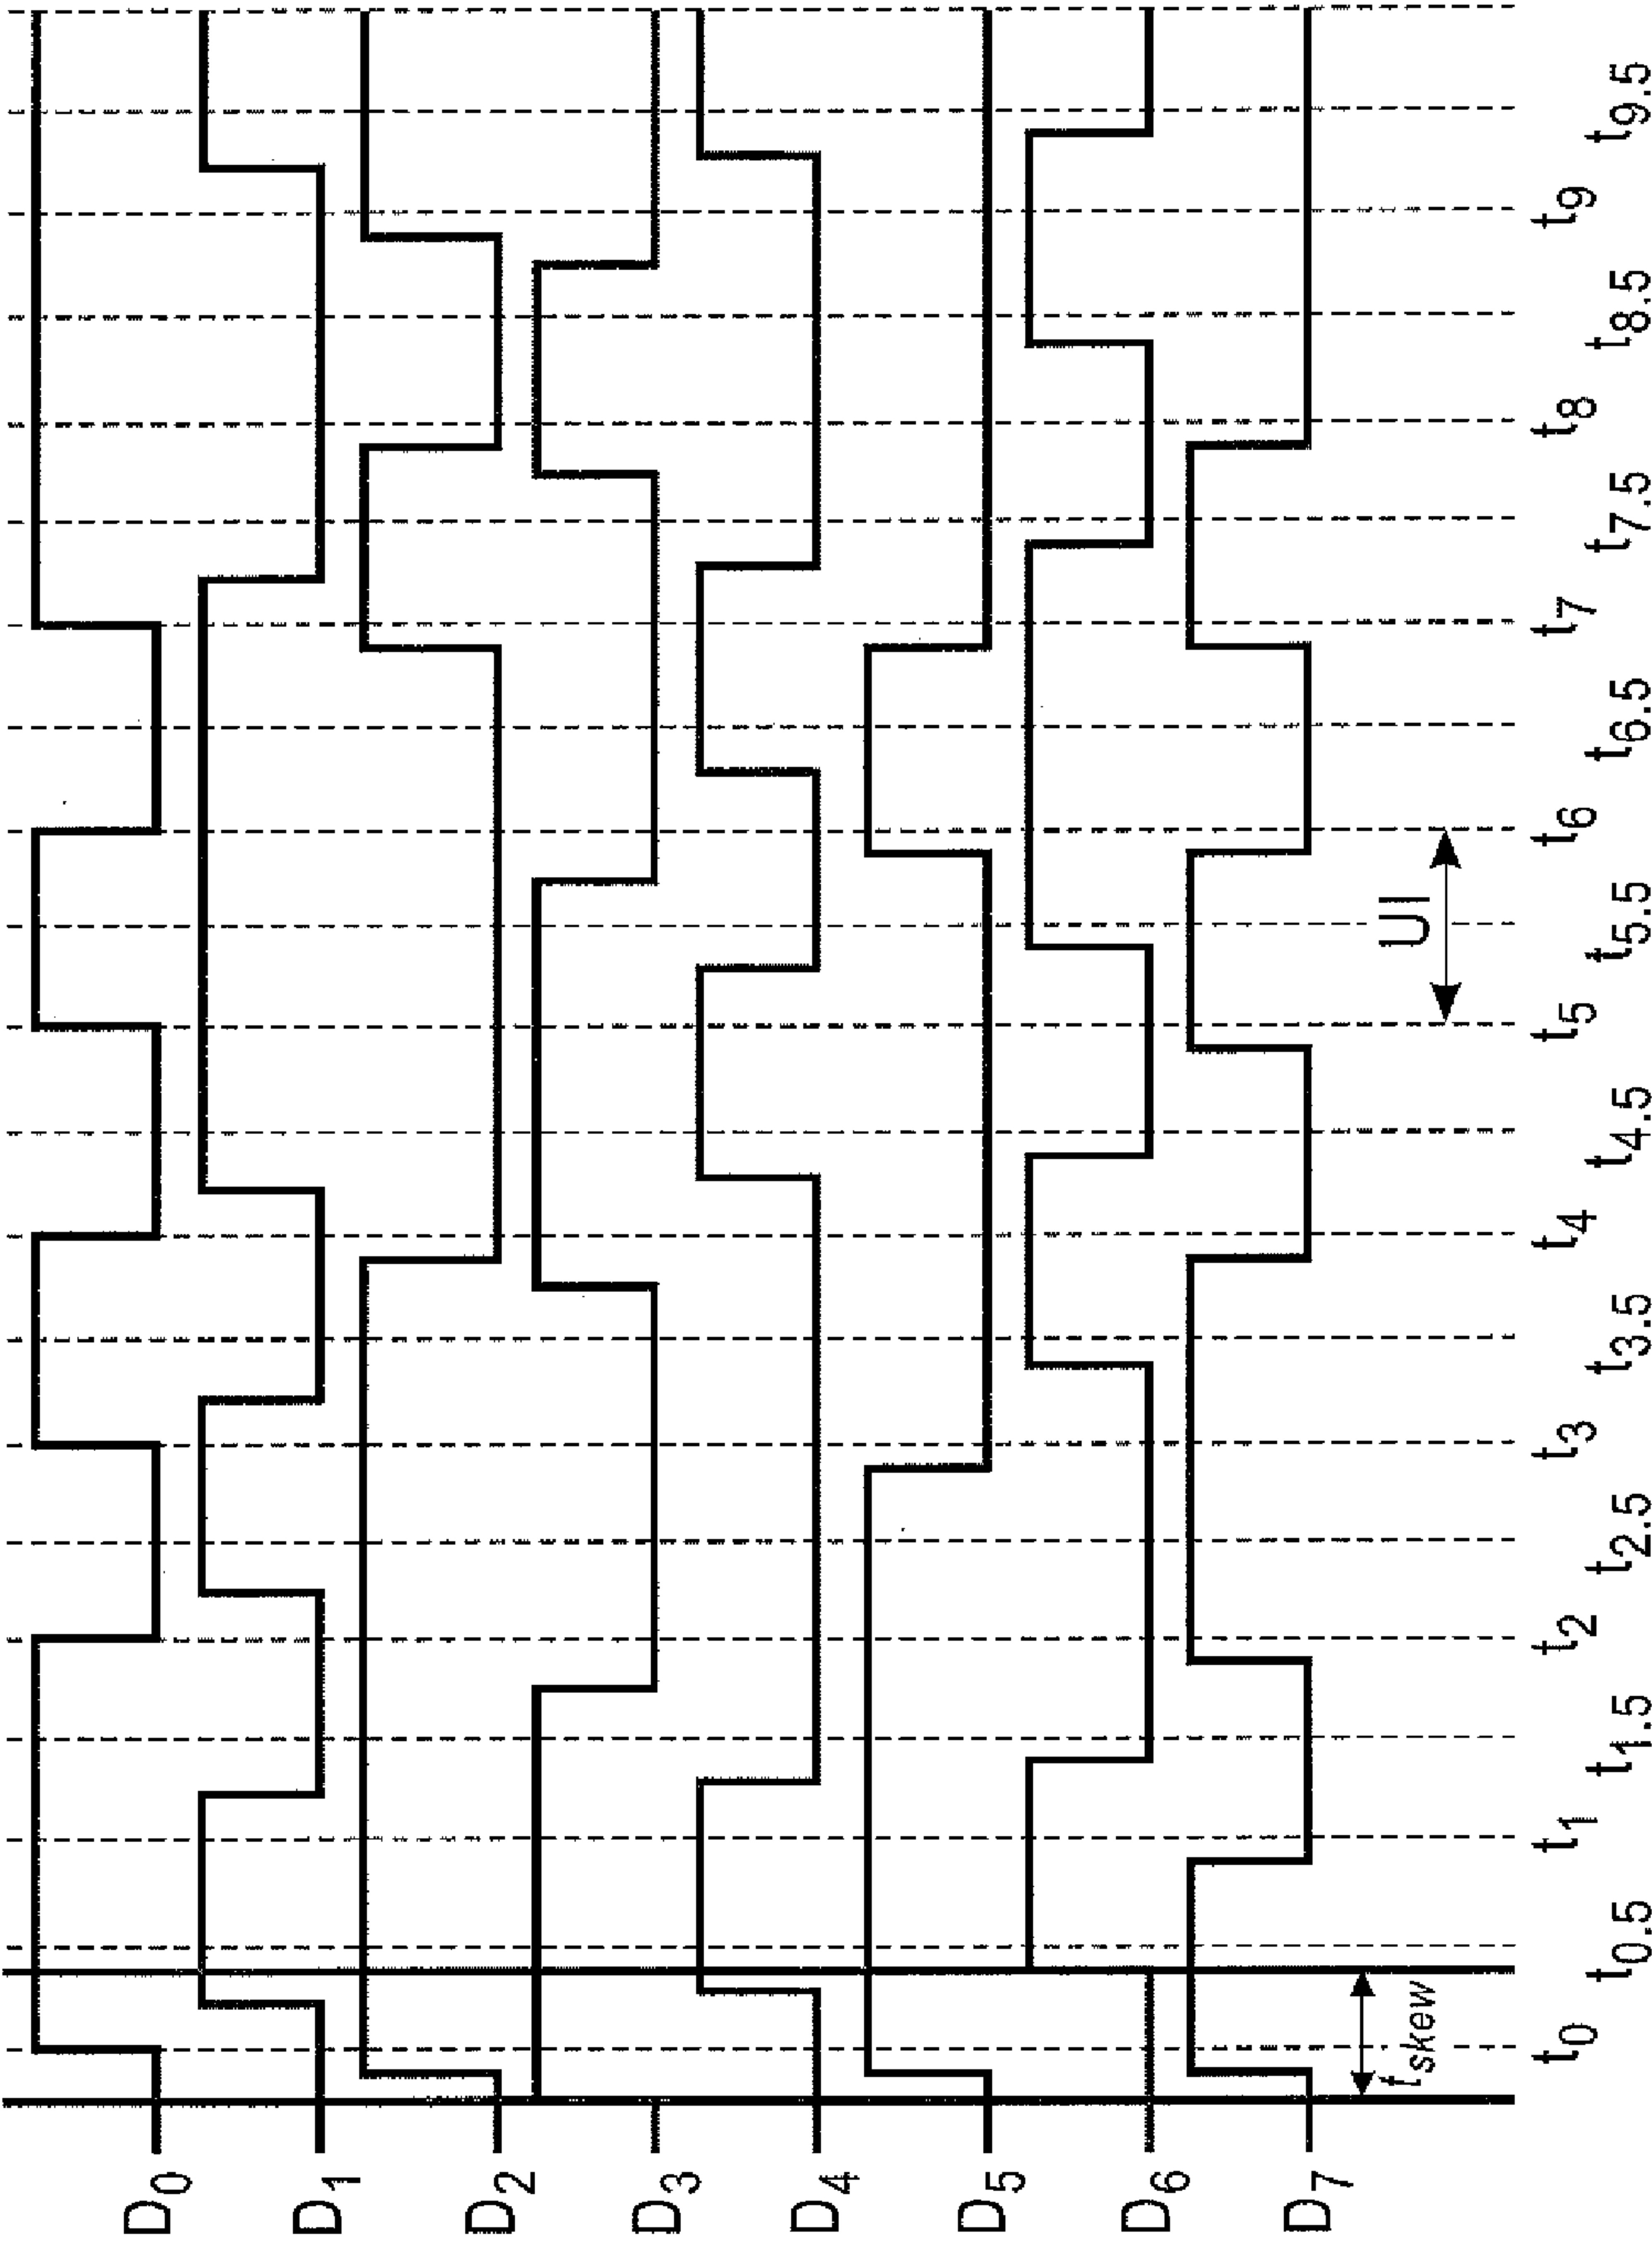 D₀
D₁
D₂
D₃
D₄
D₅
D₆
D₇
t_skew
UI
t₀ t₀.₅ t₁ t₁.₅ t₂ t₂.₅ t₃ t₃.₅ t₄ t₄.₅ t₅ t₅.₅ t₆ t₆.₅ t₇ t₇.₅ t₈ t₈.₅ t₉ t₉.₅